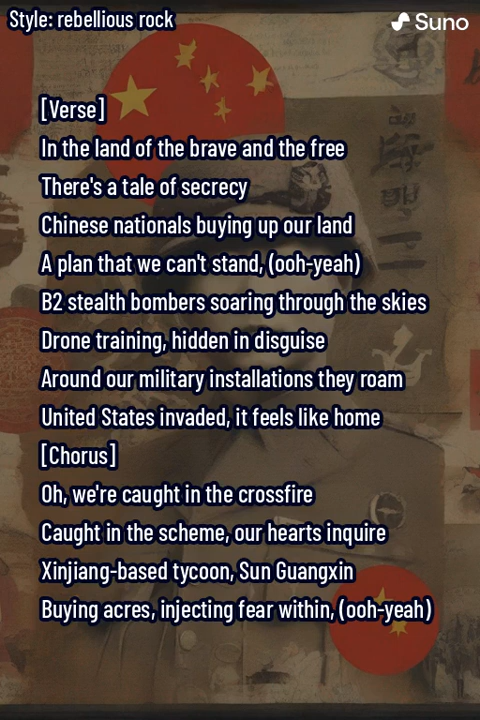 Style: rebellious rock
Suno
[Verse]
In the land of the brave and the free
There's a tale of secrecy
Chinese nationals buying up our land
A plan that we can't stand, (ooh-yeah)
B2 stealth bombers soaring through the skies
Drone training, hidden in disguise
Around our military installations they roam
United States invaded, it feels like home
[Chorus]
Oh, we're caught in the crossfire
Caught in the scheme, our hearts inquire
Xinjiang-based tycoon, Sun Guangxin
Buying acres, injecting fear within, (ooh-yeah)